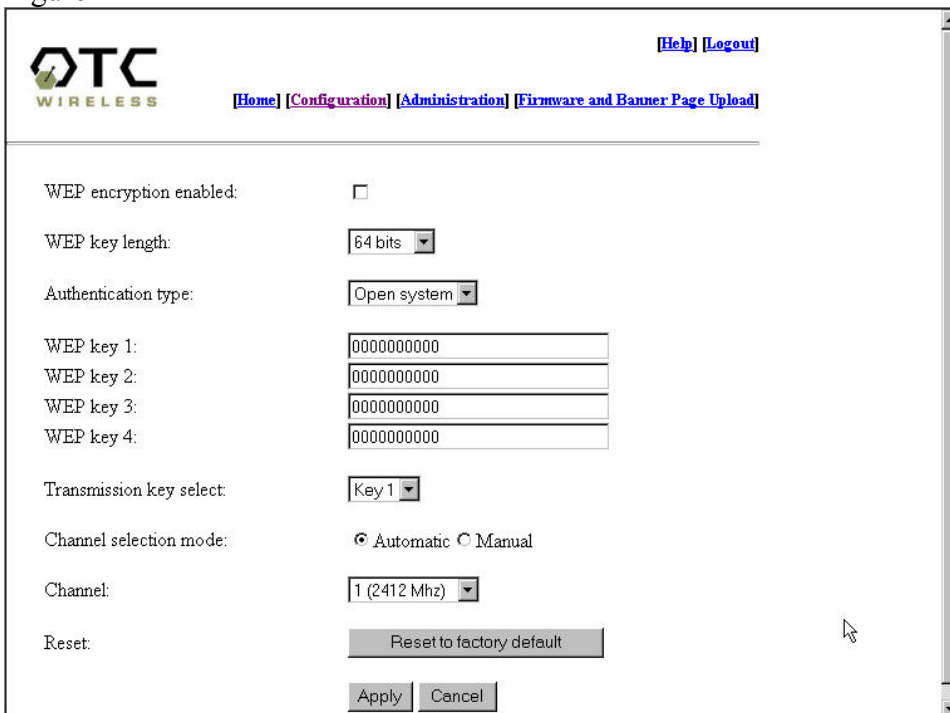 [Help] [Logout]
OTC
WIRELESS
[Home] [Configuration] [Administration] [Firmware and Banner Page Upload]
WEP encryption enabled:
WEP key length: 64 bits
Authentication type: Open system
WEP key 1: 0000000000
WEP key 2: 0000000000
WEP key 3: 0000000000
WEP key 4: 0000000000
Transmission key select: Key 1
Channel selection mode: Automatic Manual
Channel: 1 (2412 Mhz)
Reset: Reset to factory default
Apply Cancel